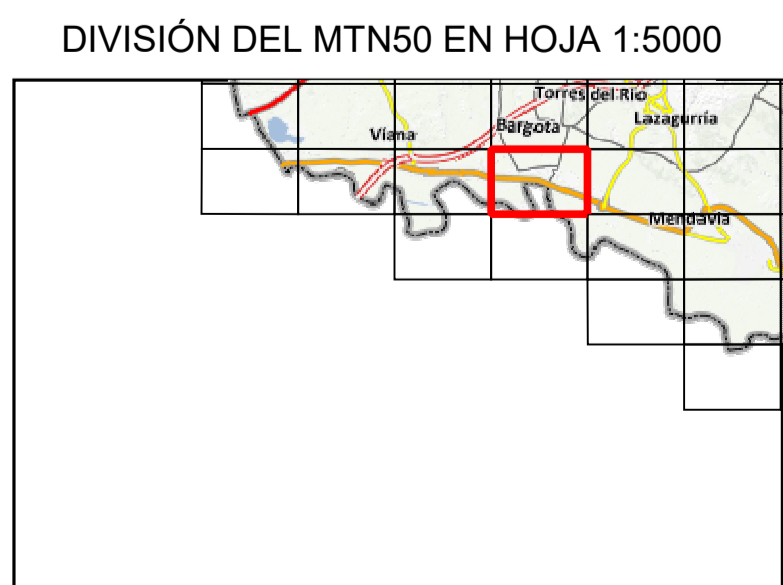 DIVISIÓN DEL MTN50 EN HOJA 1:5000
Torres del Río
Lazagurría
Bargota
Viana
Mendavia